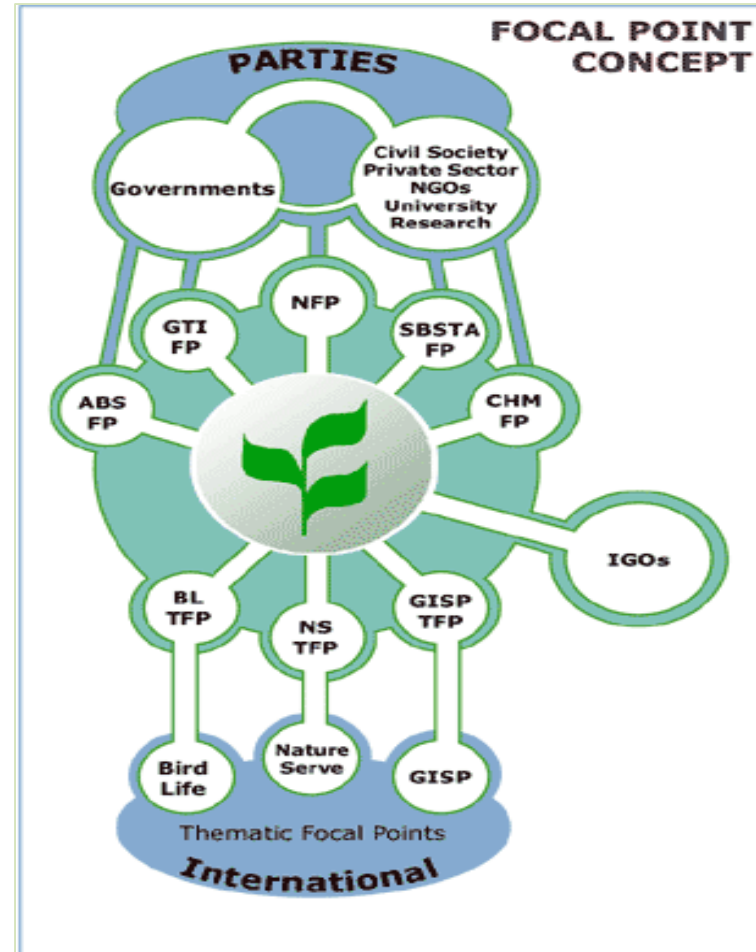 FOCAL POINT
CONCEPT
PARTIES
Governments
Civil Society
Private Sector
NGOs
University
Research
NFP
GTI
FP
SBSTA
FP
ABS
FP
CHM
FP
IGOs
BL
TFP
NS
TFP
GISP
TFP
Bird
Life
Nature
Serve
GISP
Thematic Focal Points
International